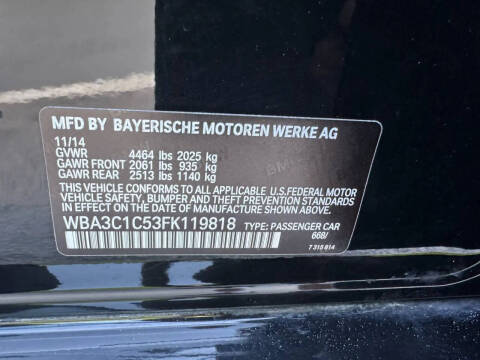 MFD BY BAYERISCHE MOTOREN WERKE AG
11/14
GVWR 4464 lbs 2025 kg
GAWR FRONT 2061 lbs 935 kg
GAWR REAR 2513 lbs 1140 kg
THIS VEHICLE CONFORMS TO ALL APPLICABLE U.S.FEDERAL MOTOR
VEHICLE SAFETY, BUMPER AND THEFT PREVENTION STANDARDS
IN EFFECT ON THE DATE OF MANUFACTURE SHOWN ABOVE.
WBA3C1C53FK119818 TYPE: PASSENGER CAR
668/
7 310 814